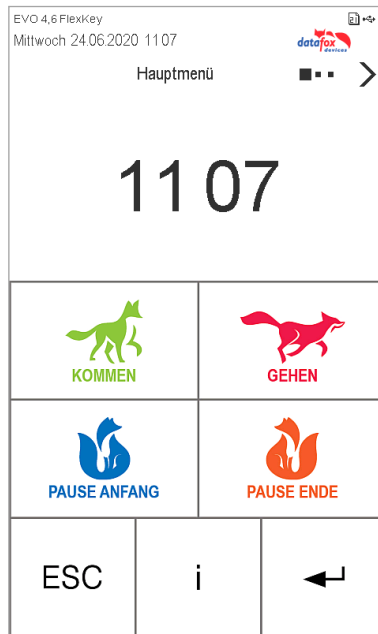 EVO 4,6 FlexKey
Mittwoch 24.06.2020 11 07
datafox
devices
Hauptmenü
11 07
KOMMEN
GEHEN
PAUSE ANFANG
PAUSE ENDE
ESC
i